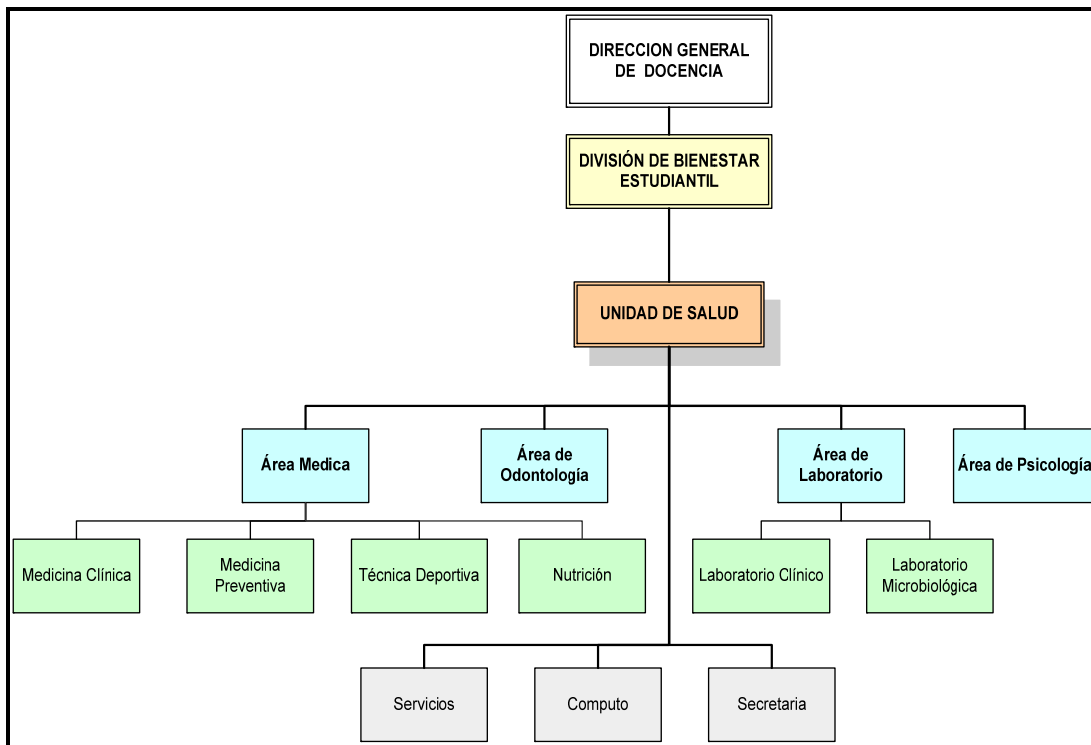 DIRECCION GENERAL
DE DOCENCIA
DIVISIÓN DE BIENESTAR
ESTUDIANTIL
UNIDAD DE SALUD
Área Medica
Área de
Odontología
Área de
Laboratorio
Área de Psicología
Medicina Clínica
Medicina
Preventiva
Técnica Deportiva
Nutrición
Laboratorio Clínico
Laboratorio
Microbiológica
Servicios
Computo
Secretaria